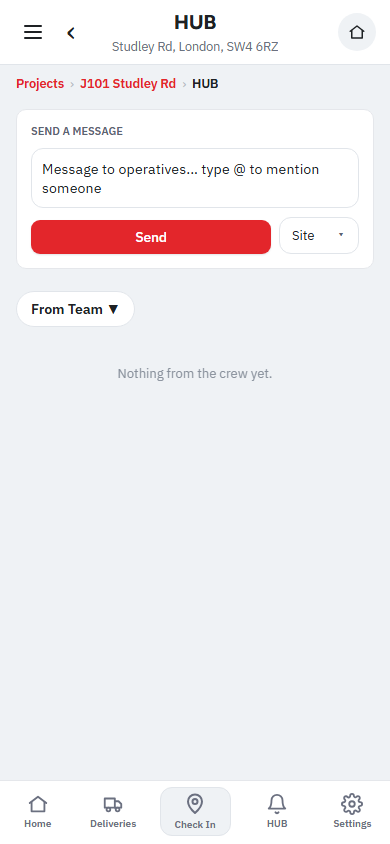 HUB
Studley Rd, London, SW4 6RZ
Projects › J101 Studley Rd › HUB
SEND A MESSAGE
Message to operatives... type @ to mention
someone
Send
Site
From Team ▼
Nothing from the crew yet.
Home
Deliveries
Check In
HUB
Settings